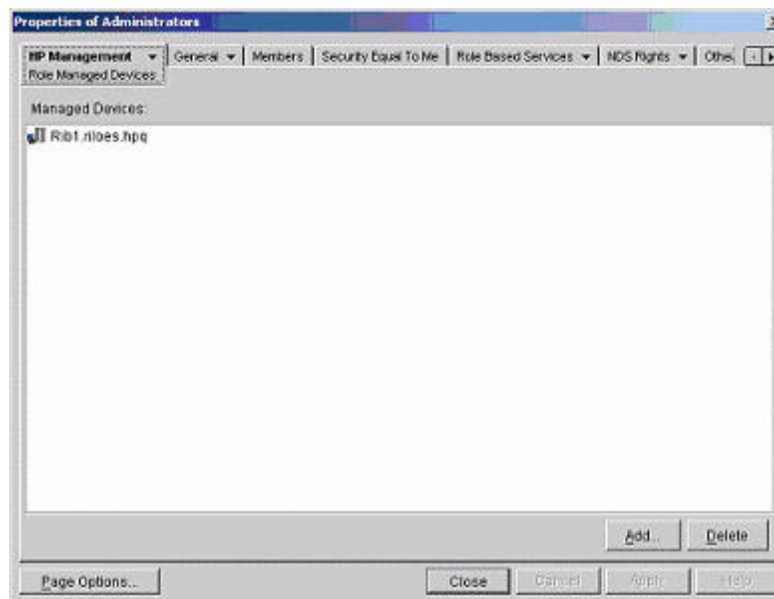 Properties of Administrators
HP Management General Members Security Equal To Me Role Based Services NDS Rights Other
Role Managed Devices
Managed Devices:
Rib1.riloes.hpq
Add... Delete
Page Options... Close Cancel Apply Help